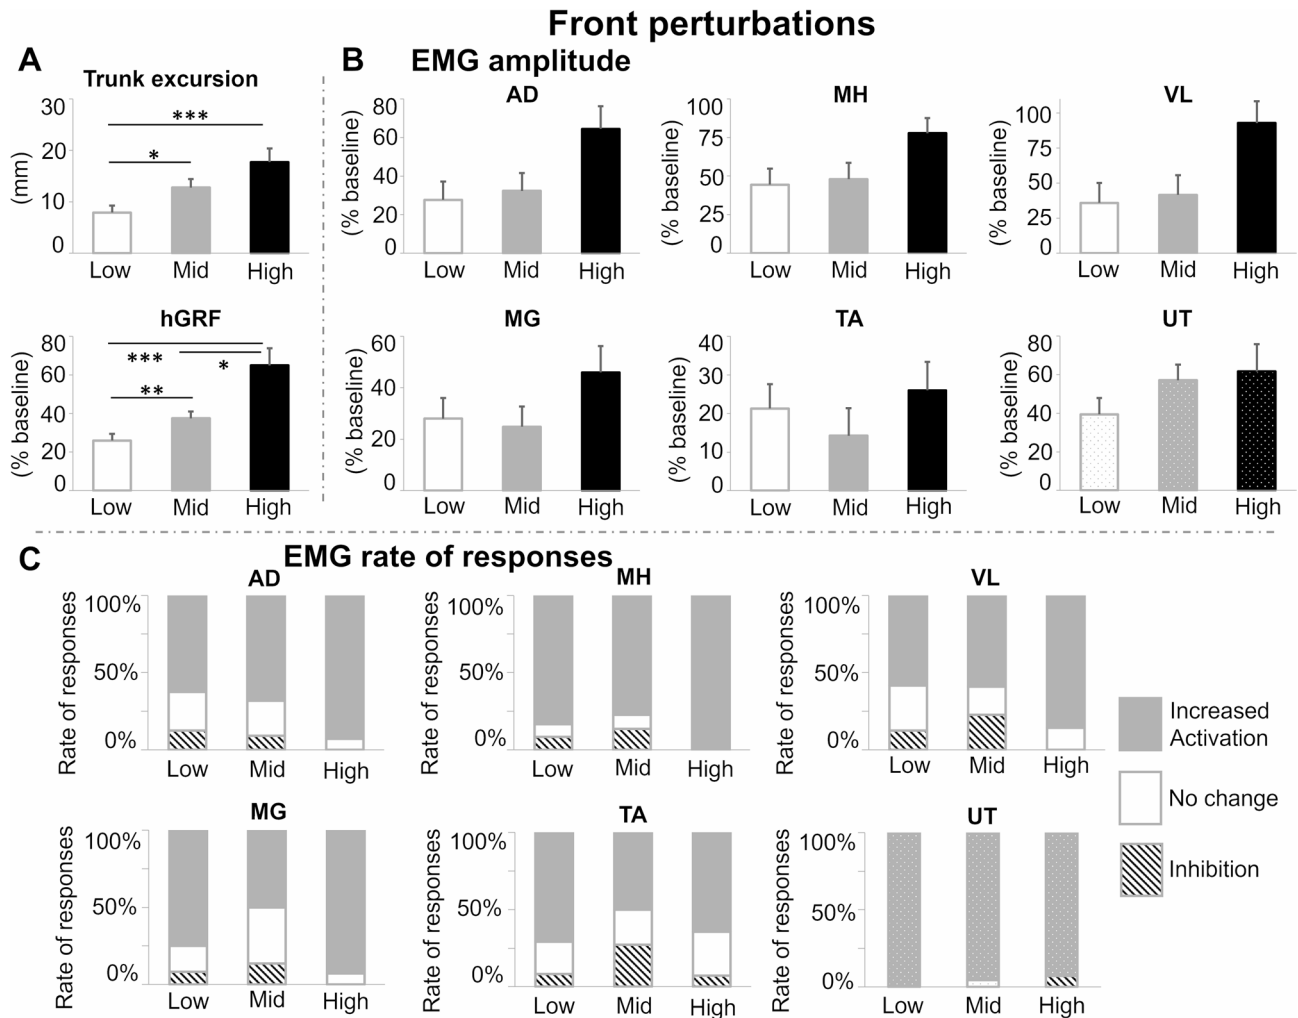 Front perturbations
A
Trunk excursion
30
20
10
0
(mm)
***
*
Low Mid High
hGRF
80
60
40
20
0
(% baseline)
***
*
**
Low Mid High
B
EMG amplitude
AD
80
60
40
20
0
(% baseline)
Low Mid High
MH
100
75
50
25
0
(% baseline)
Low Mid High
VL
100
75
50
25
0
(% baseline)
Low Mid High
MG
60
40
20
0
(% baseline)
Low Mid High
TA
40
30
20
10
0
(% baseline)
Low Mid High
UT
80
60
40
20
0
(% baseline)
Low Mid High
C
EMG rate of responses
AD
100%
50%
0%
Rate of responses
Low Mid High
MH
100%
50%
0%
Rate of responses
Low Mid High
VL
100%
50%
0%
Rate of responses
Low Mid High
MG
100%
50%
0%
Rate of responses
Low Mid High
TA
100%
50%
0%
Rate of responses
Low Mid High
UT
100%
50%
0%
Rate of responses
Low Mid High
Increased
Activation
No change
Inhibition